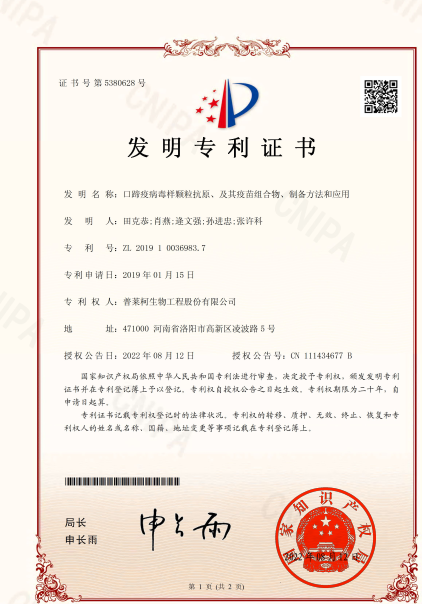 证书号第5380628号
发明专利证书
发明名称：口蹄疫病毒样颗粒抗原、及其疫苗组合物、制备方法和应用
发明人：田克恭;肖燕;逄文强;孙进忠;张许科
专利号：ZL 2019 1 0036983.7
专利申请日：2019年01月15日
专利权人：普莱柯生物工程股份有限公司
地址：471000 河南省洛阳市高新区凌波路5号
授权公告日：2022年08月12日 授权公告号：CN 111434677 B
国家知识产权局依照中华人民共和国专利法进行审查，决定授予专利权，颁发发明专利
证书并在专利登记簿上予以登记。专利权自授权公告之日起生效。专利权期限为二十年，自
申请日起算。
专利证书记载专利权登记时的法律状况。专利权的转移、质押、无效、终止、恢复和专
利权人的姓名或名称、国籍、地址变更等事项记载在专利登记簿上。
局长
申长雨
申长雨
国家知识产权局
第 1 页 (共 2 页)
CNIPA